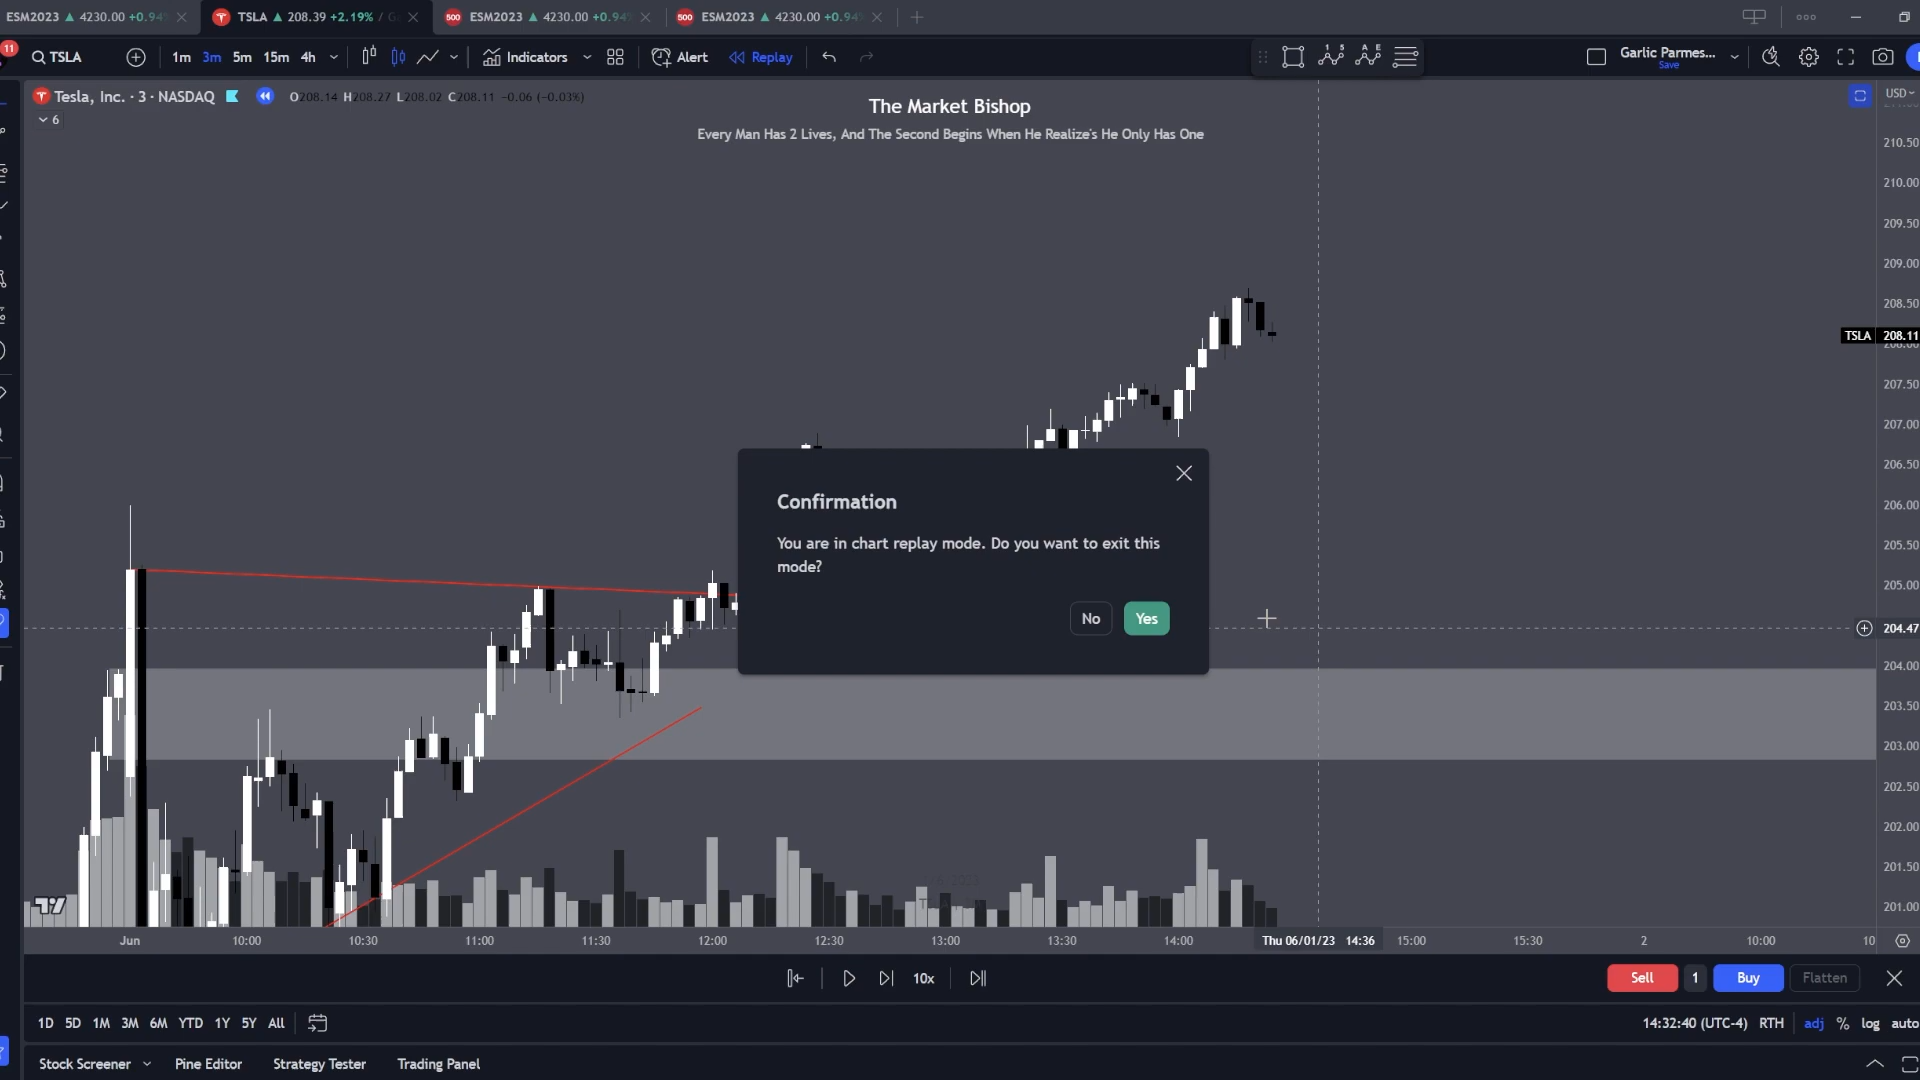 ESM2023 ▲ 4230.00 +0.94
TSLA ▲ 208.39 +2.19% / G
500 ESM2023 ▲ 4230.00 +0.94
500 ESM2023 ▲ 4230.00 +0.94
11
TSLA
1m 3m 5m 15m 4h
Indicators
Alert
Replay
Garlic Parmes...
Save
Tesla, Inc. · 3 · NASDAQ
O208.14 H208.27 L208.02 C208.11 −0.06 (−0.03%)
6
The Market Bishop
Every Man Has 2 Lives, And The Second Begins When He Realize's He Only Has One
USD
210.50
210.00
209.50
209.00
208.50
TSLA 208.11
207.50
207.00
206.50
206.00
205.50
205.00
204.47
204.00
203.50
203.00
202.50
202.00
201.50
201.00
Confirmation
You are in chart replay mode. Do you want to exit this
mode?
No
Yes
Jun 10:00 10:30 11:00 11:30 12:00 12:30 13:00 13:30 14:00 Thu 06/01/23 14:36 15:00 15:30 2 10:00 10
10x
Sell 1 Buy Flatten
1D 5D 1M 3M 6M YTD 1Y 5Y All
14:32:40 (UTC-4) RTH adj % log auto
Stock Screener Pine Editor Strategy Tester Trading Panel